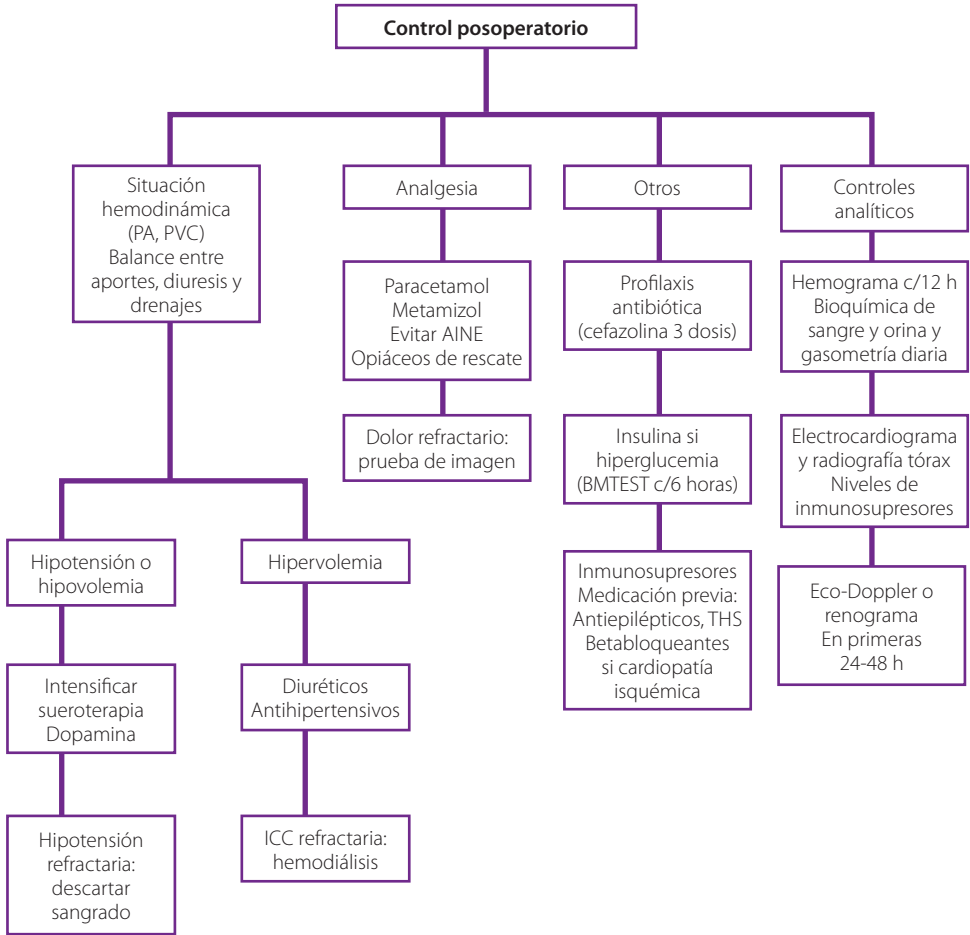 Control posoperatorio
Situación
hemodinámica
(PA, PVC)
Balance entre
aportes, diuresis y
drenajes
Analgesia
Otros
Controles
analíticos
Paracetamol
Metamizol
Evitar AINE
Opiáceos de rescate
Profilaxis
antibiótica
(cefazolina 3 dosis)
Hemograma c/12 h
Bioquímica de
sangre y orina y
gasometría diaria
Dolor refractario:
prueba de imagen
Insulina si
hiperglucemia
(BMTEST c/6 horas)
Electrocardiograma
y radiografía tórax
Niveles de
inmunosupresores
Hipotensión o
hipovolemia
Hipervolemia
Inmunosupresores
Medicación previa:
Antiepilépticos, THS
Betabloqueantes
si cardiopatía
isquémica
Eco-Doppler o
renograma
En primeras
24-48 h
Intensificar
sueroterapia
Dopamina
Diuréticos
Antihipertensivos
Hipotensión
refractaria:
descartar
sangrado
ICC refractaria:
hemodiálisis